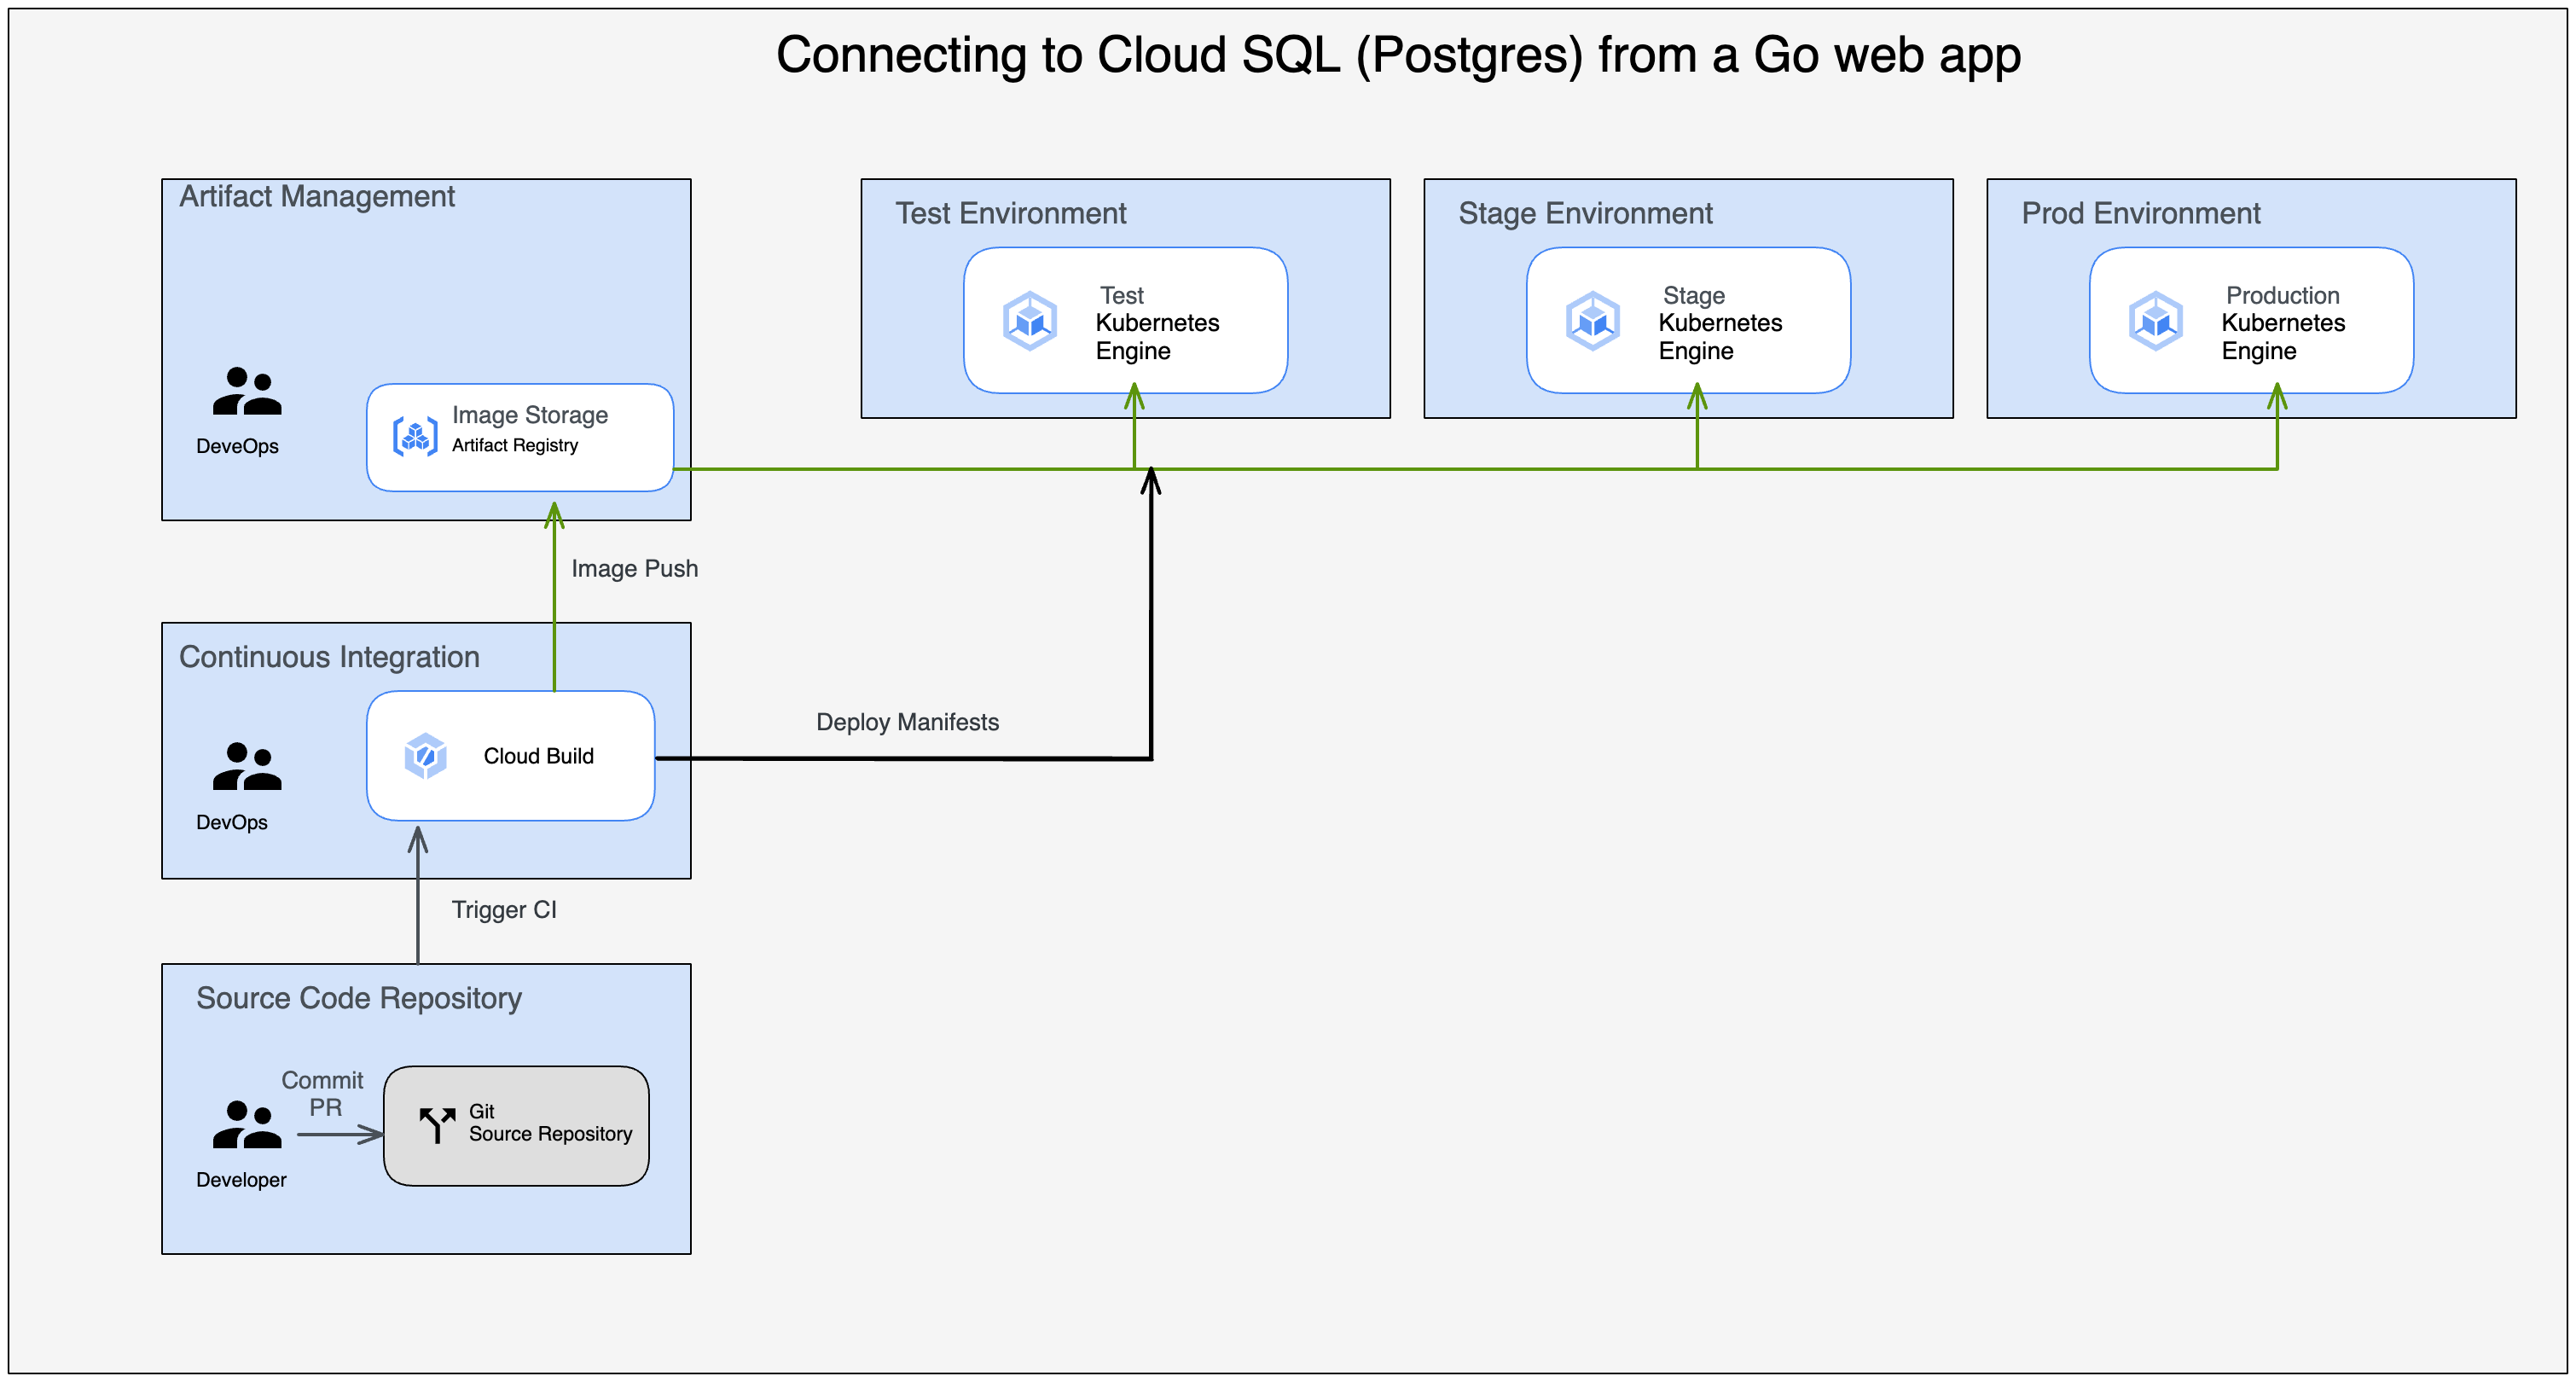 Connecting to Cloud SQL (Postgres) from a Go web app
Artifact Management
DeveOps
Image Storage
Artifact Registry
Test Environment
Test
Kubernetes
Engine
Stage Environment
Stage
Kubernetes
Engine
Prod Environment
Production
Kubernetes
Engine
Image Push
Continuous Integration
DevOps
Cloud Build
Deploy Manifests
Trigger CI
Source Code Repository
Commit
PR
Developer
Git
Source Repository